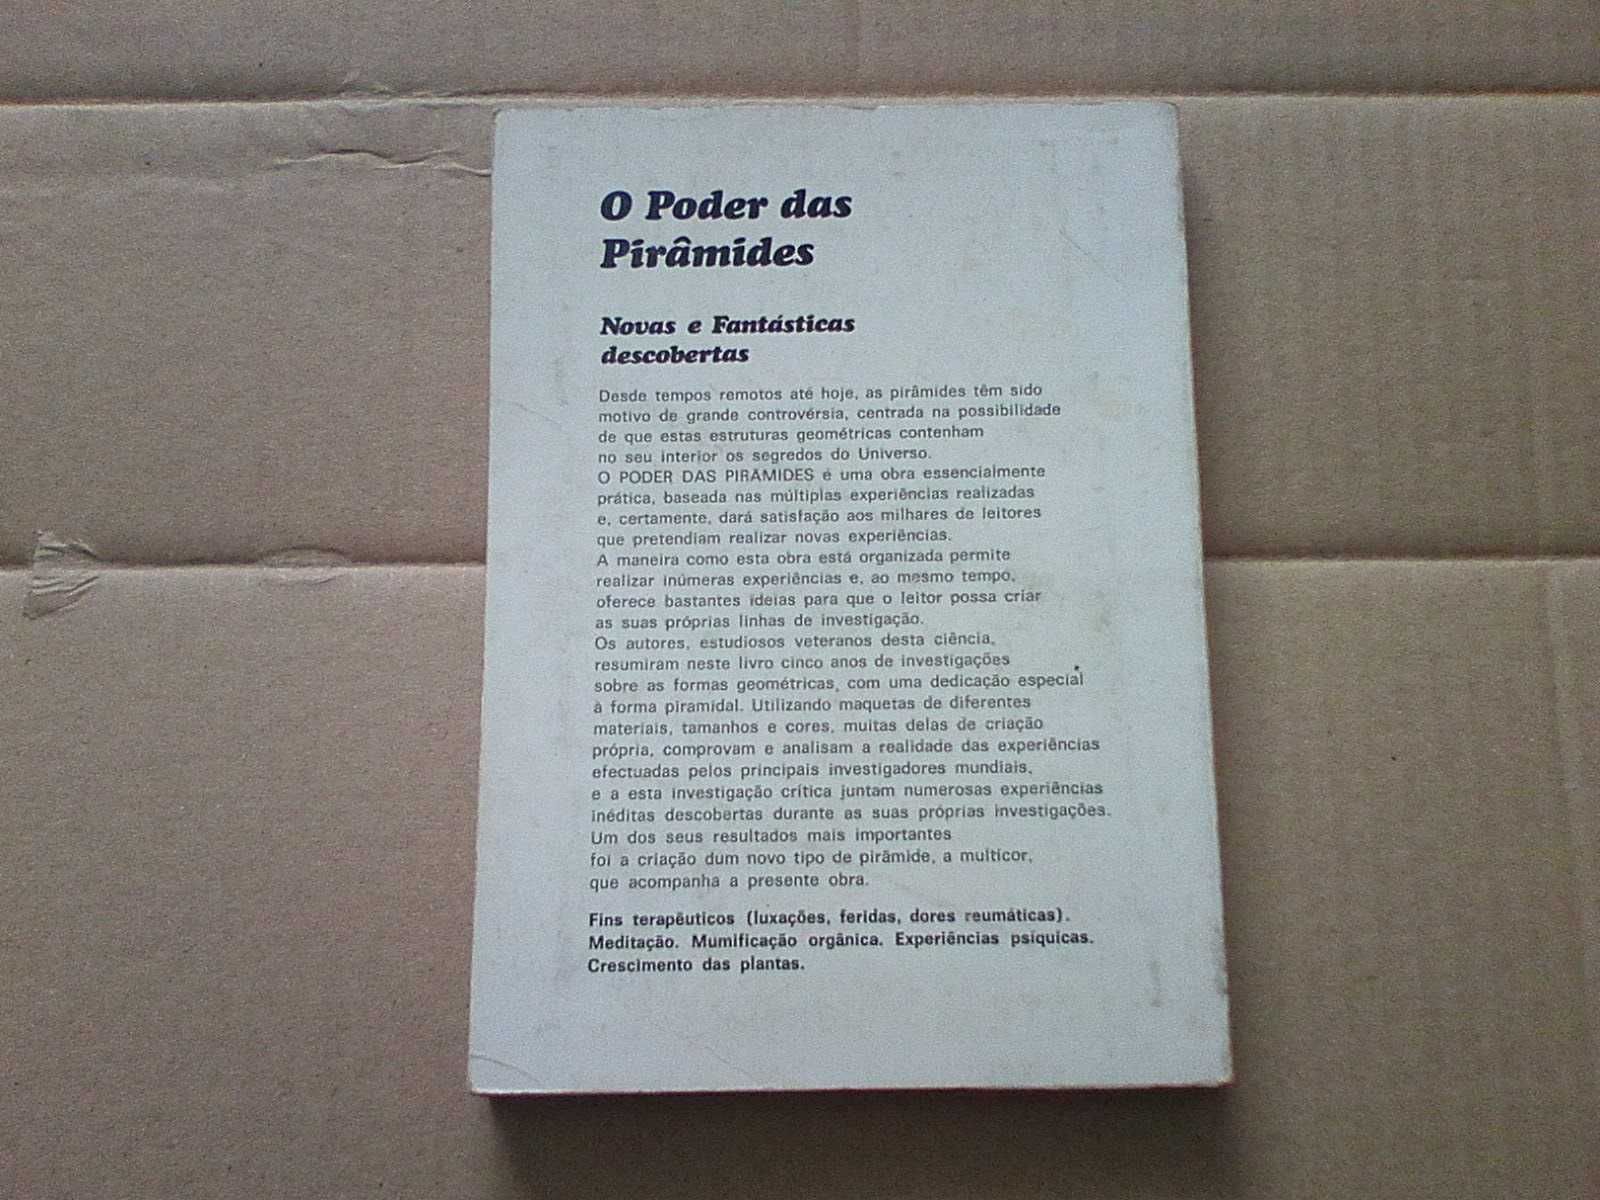 O Poder das
Pirâmides
Novas e Fantásticas
descobertas
Desde tempos remotos até hoje, as pirâmides têm sido
motivo de grande controvérsia, centrada na possibilidade
de que estas estruturas geométricas contenham
no seu interior os segredos do Universo.
O PODER DAS PIRÂMIDES é uma obra essencialmente
prática, baseada nas múltiplas experiências realizadas
e, certamente, dará satisfação aos milhares de leitores
que pretendiam realizar novas experiências.
A maneira como esta obra está organizada permite
realizar inúmeras experiências e, ao mesmo tempo,
oferece bastantes ideias para que o leitor possa criar
as suas próprias linhas de investigação.
Os autores, estudiosos veteranos desta ciência,
resumiram neste livro cinco anos de investigações
sobre as formas geométricas, com uma dedicação especial
à forma piramidal. Utilizando maquetas de diferentes
materiais, tamanhos e cores, muitas delas de criação
própria, comprovam e analisam a realidade das experiências
efectuadas pelos principais investigadores mundiais,
e a esta investigação crítica juntam numerosas experiências
inéditas descobertas durante as suas próprias investigações.
Um dos seus resultados mais importantes
foi a criação dum novo tipo de pirâmide, a multicor,
que acompanha a presente obra.
Fins terapêuticos (luxações, feridas, dores reumáticas).
Meditação. Mumificação orgânica. Experiências psíquicas.
Crescimento das plantas.